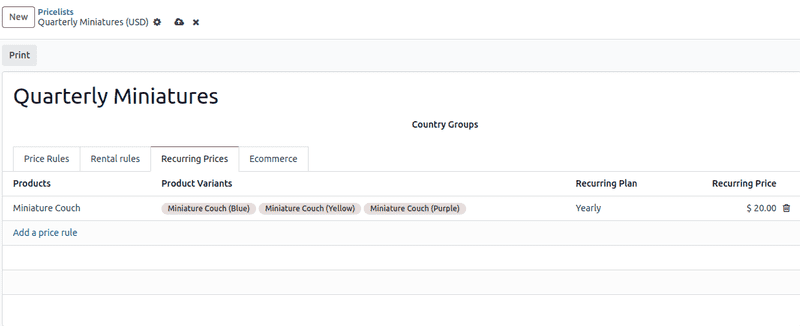 New
Pricelists
Quarterly Miniatures (USD)
Print
Quarterly Miniatures
Country Groups
Price Rules Rental rules Recurring Prices Ecommerce
Products Product Variants Recurring Plan Recurring Price
Miniature Couch Miniature Couch (Blue) Miniature Couch (Yellow) Miniature Couch (Purple) Yearly $ 20.00
Add a price rule